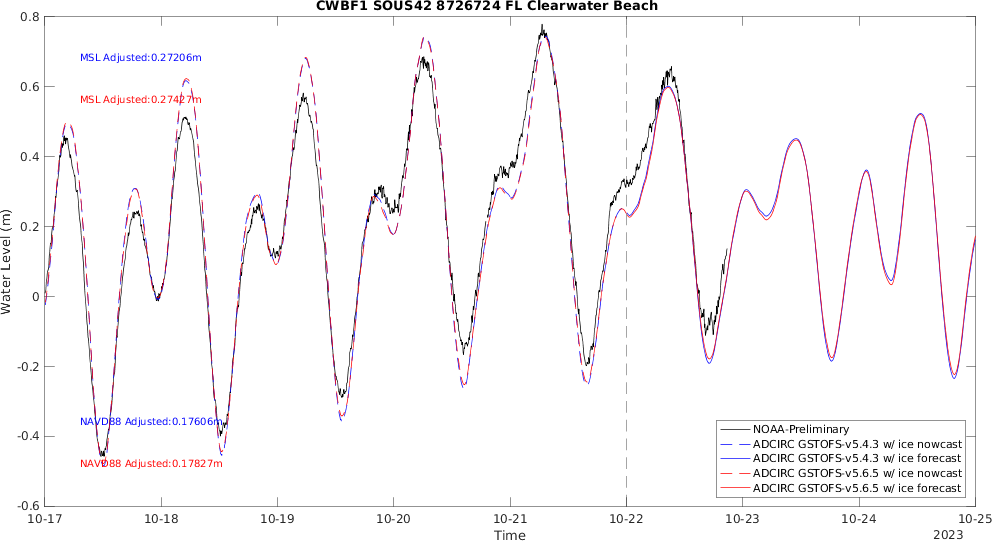 CWBF1 SOUS42 8726724 FL Clearwater Beach
0.8
MSL Adjusted:0.27206m
0.6
MSL Adjusted:0.27427m
0.4
0.2
Water Level (m)
0
-0.2
NAVD88 Adjusted:0.17606m
-0.4
NAVD88 Adjusted:0.17827m
-0.6
NOAA-Preliminary
ADCIRC GSTOFS-v5.4.3 w/ ice nowcast
ADCIRC GSTOFS-v5.4.3 w/ ice forecast
ADCIRC GSTOFS-v5.6.5 w/ ice nowcast
ADCIRC GSTOFS-v5.6.5 w/ ice forecast
10-17 10-18 10-19 10-20 10-21 10-22 10-23 10-24 10-25
Time
2023